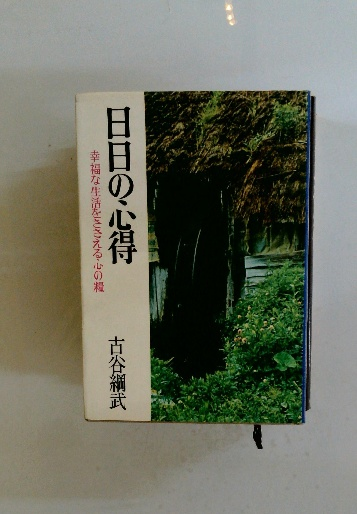 日日の心得
幸福な生活をささえる心の糧
古谷綱武